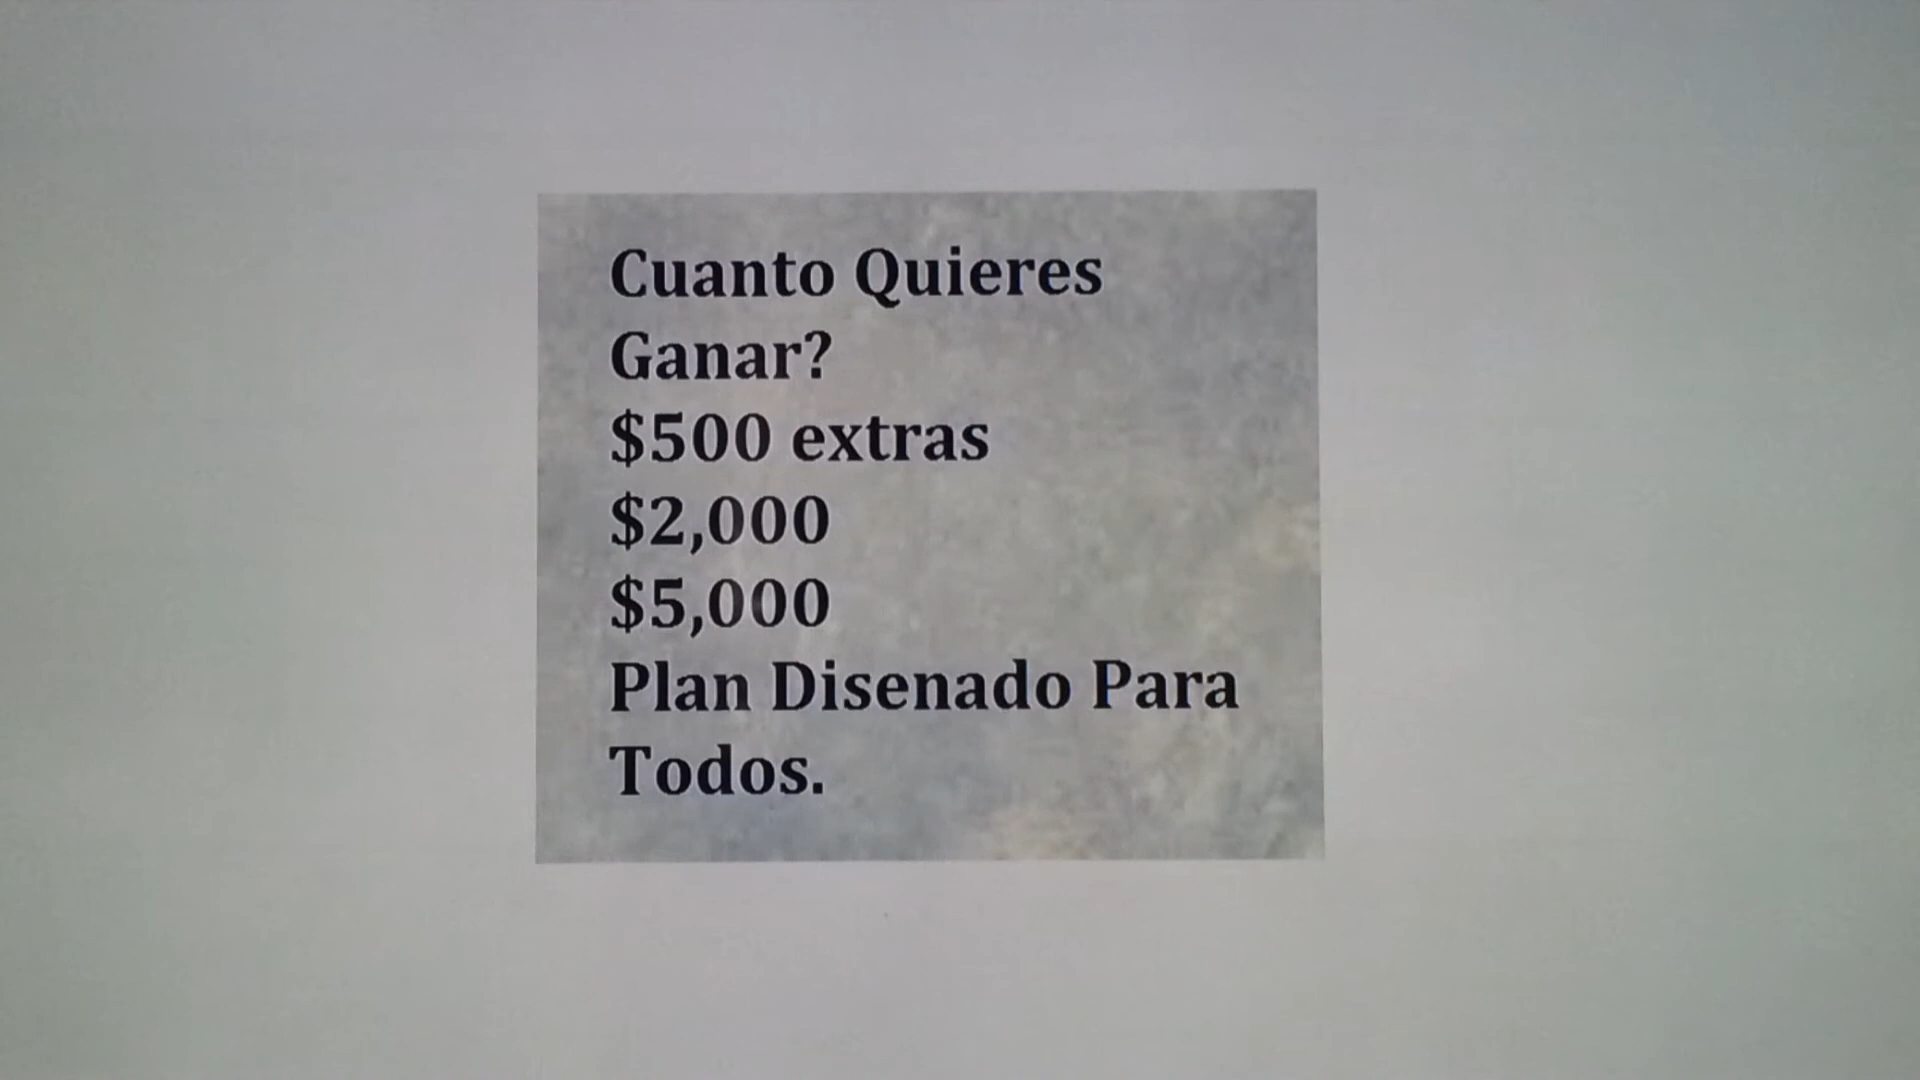 Cuanto Quieres
Ganar?
$500 extras
$2,000
$5,000
Plan Disenado Para
Todos.